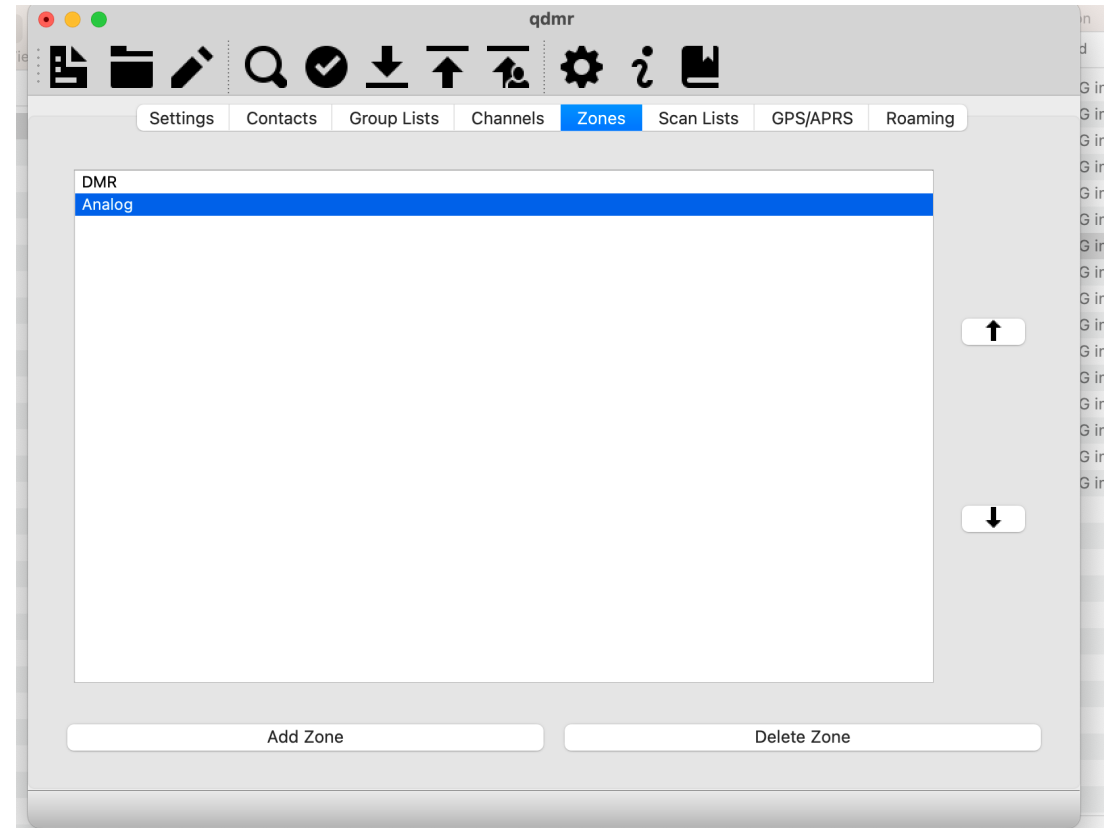 qdmr
Settings Contacts Group Lists Channels Zones Scan Lists GPS/APRS Roaming
DMR
Analog
Add Zone Delete Zone